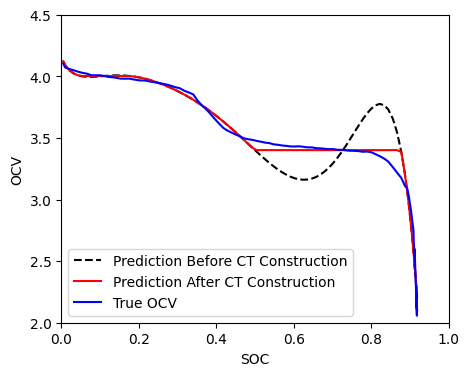 4.5
4.0
3.5
3.0
2.5
2.0
OCV
Prediction Before CT Construction
Prediction After CT Construction
True OCV
0.0 0.2 0.4 0.6 0.8 1.0
SOC